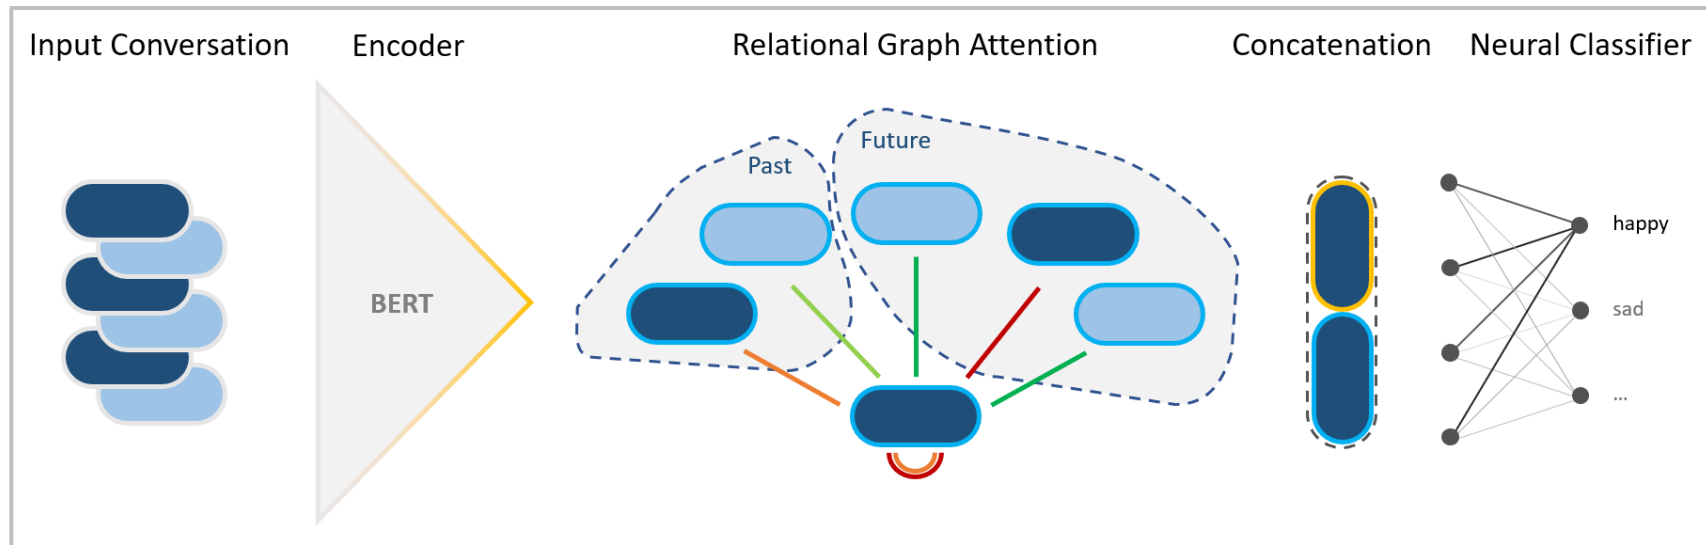 Input Conversation
Encoder
Relational Graph Attention
Concatenation
Neural Classifier
BERT
Past
Future
happy
sad
...